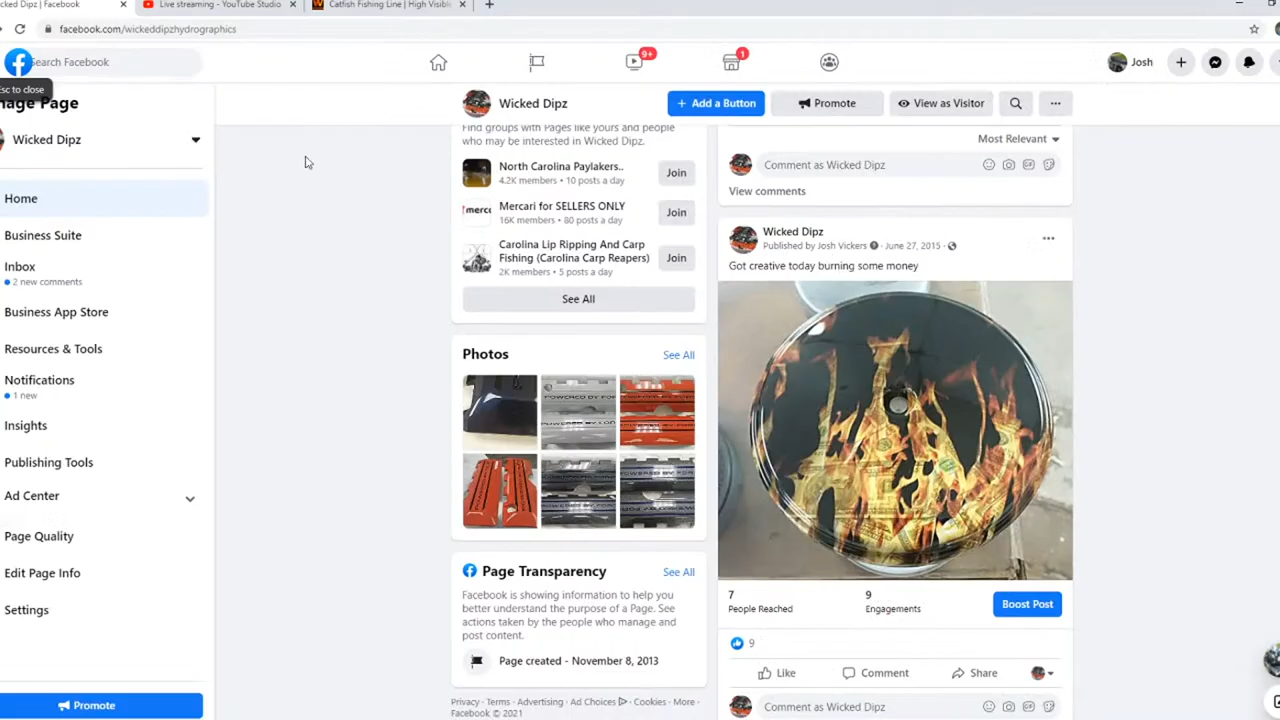 cked Dipz | Facebook
Live streaming - YouTube Studio
Catfish Fishing Line | High Visible
facebook.com/wickeddipzhydrographics
Search Facebook
9+
1
Josh
Esc to close
nage Page
Wicked Dipz
Home
Business Suite
Inbox
2 new comments
Business App Store
Resources & Tools
Notifications
1 new
Insights
Publishing Tools
Ad Center
Page Quality
Edit Page Info
Settings
Promote
Wicked Dipz
+ Add a Button
Promote
View as Visitor
Find groups with Pages like yours and people
who may be interested in Wicked Dipz.
North Carolina Paylakers..
4.2K members • 10 posts a day
Join
Mercari for SELLERS ONLY
16K members • 80 posts a day
Join
Carolina Lip Ripping And Carp
Fishing (Carolina Carp Reapers)
2K members • 5 posts a day
Join
See All
Photos
See All
Page Transparency
See All
Facebook is showing information to help you
better understand the purpose of a Page. See
actions taken by the people who manage and
post content.
Page created - November 8, 2013
Privacy · Terms · Advertising · Ad Choices · Cookies · More ·
Facebook © 2021
Most Relevant
Comment as Wicked Dipz
View comments
Wicked Dipz
Published by Josh Vickers · June 27, 2015 ·
Got creative today burning some money
7
People Reached
9
Engagements
Boost Post
9
Like
Comment
Share
Comment as Wicked Dipz